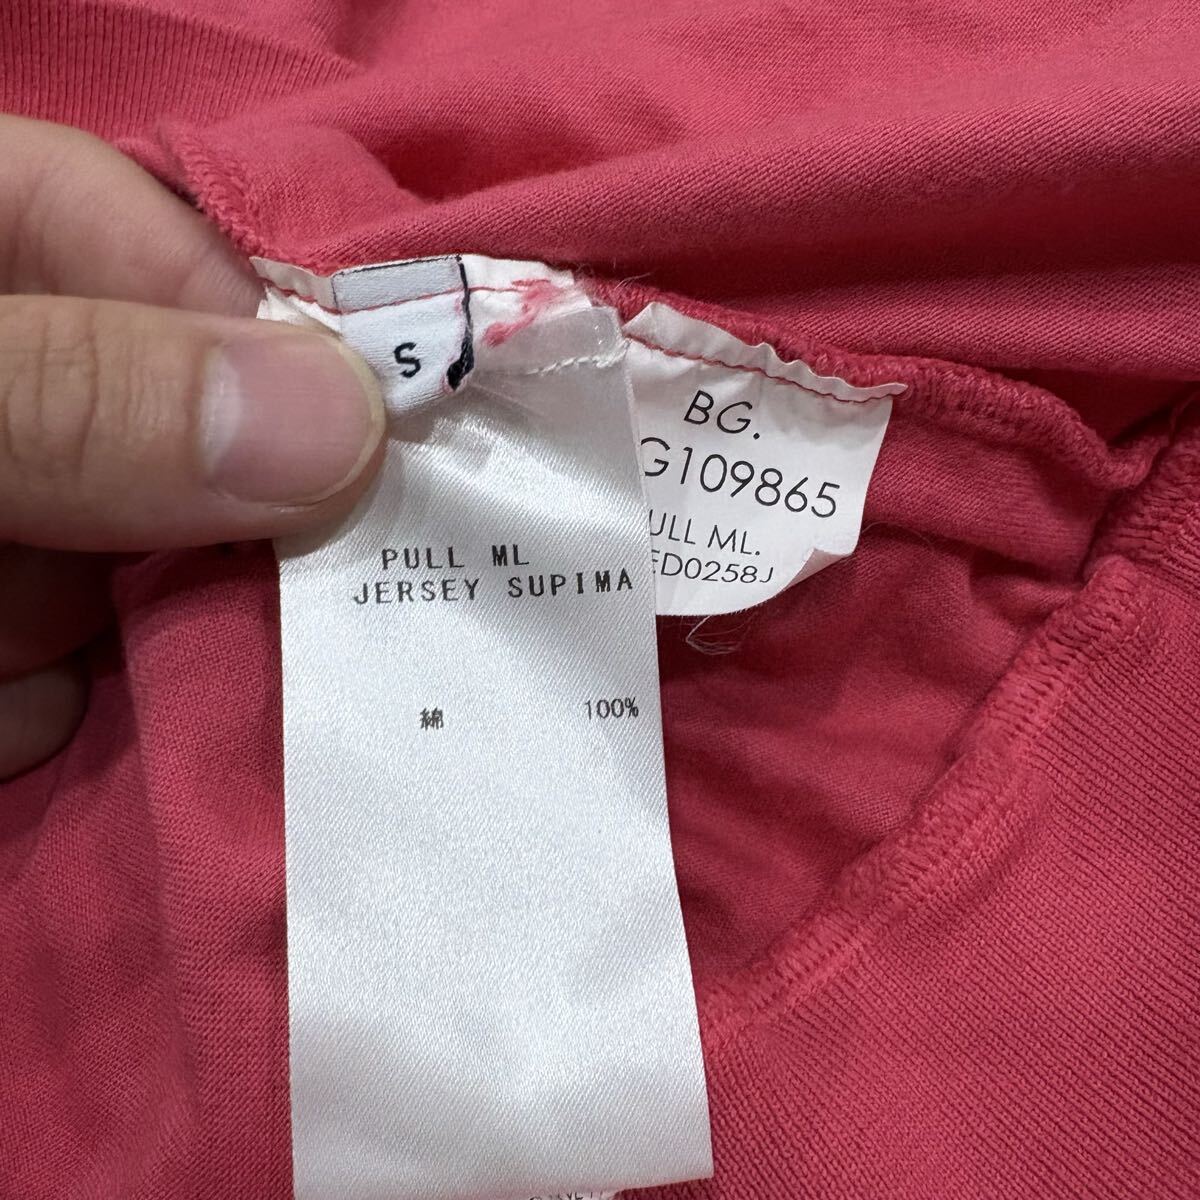 S
BG.
G109865
ULL ML.
FD0258J
PULL ML
JERSEY SUPIMA
綿 100%